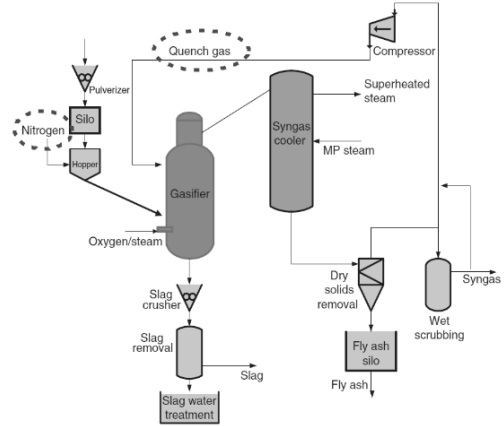 Quench gas
Compressor
Pulverizer
Superheated
steam
Silo
Nitrogen
Syngas
cooler
MP steam
Hopper
Gasifier
Oxygen/steam
Slag
crusher
Dry
solids
removal
Syngas
Wet
scrubbing
Slag
removal
Fly ash
silo
Slag
Fly ash
Slag water
treatment